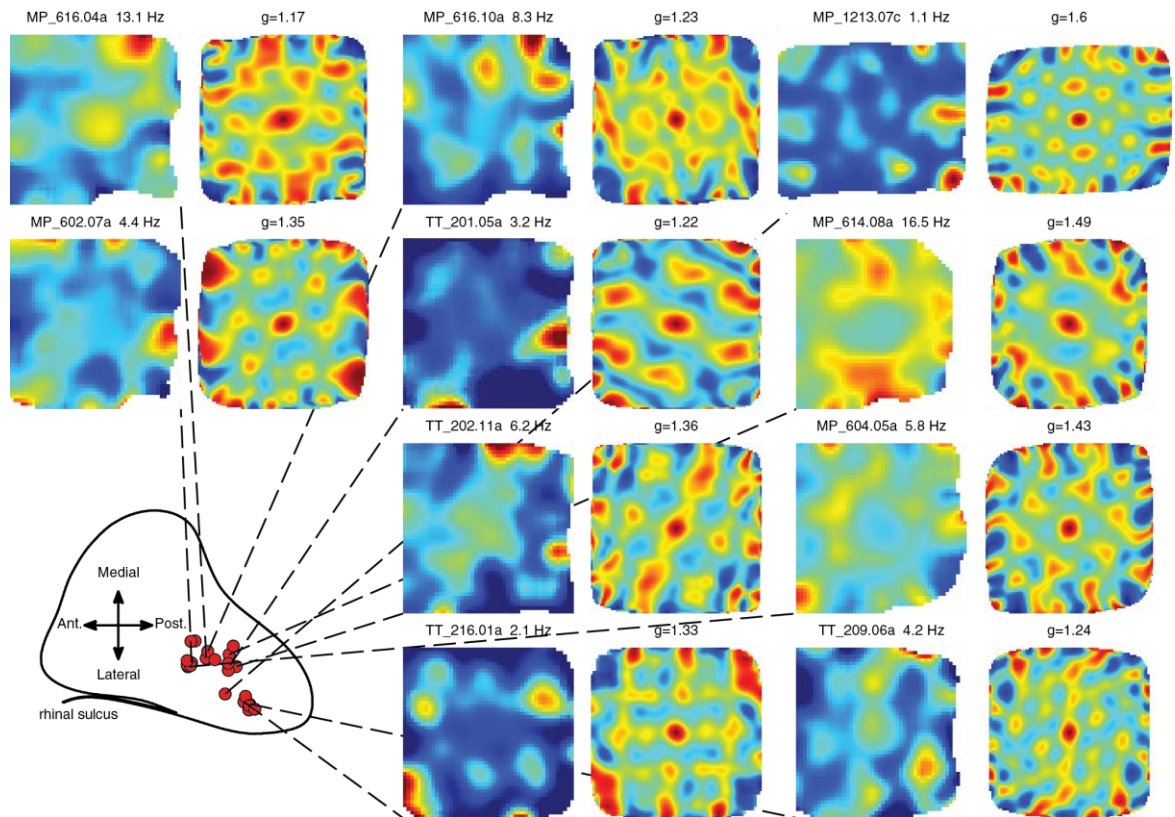 MP_616.04a 13.1 Hz g=1.17 MP_616.10a 8.3 Hz g=1.23 MP_1213.07c 1.1 Hz g=1.6
MP_602.07a 4.4 Hz g=1.35 TT_201.05a 3.2 Hz g=1.22 MP_614.08a 16.5 Hz g=1.49
TT_202.11a 6.2 Hz g=1.36 MP_604.05a 5.8 Hz g=1.43
Medial
Ant. Post.
Lateral
rhinal sulcus
TT_216.01a 2.1 Hz g=1.33 TT_209.06a 4.2 Hz g=1.24